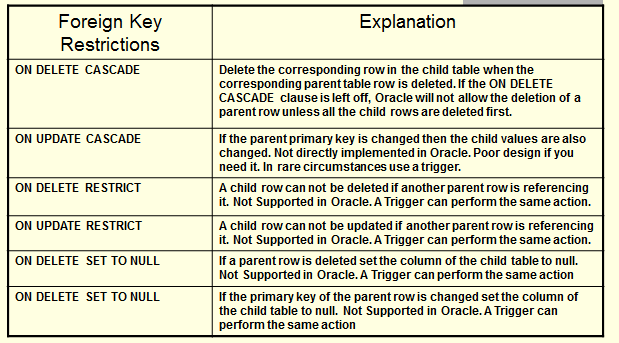 Foreign Key
Restrictions
Explanation
ON DELETE CASCADE
Delete the corresponding row in the child table when the
corresponding parent table row is deleted. If the ON DELETE
CASCADE clause is left off, Oracle will not allow the deletion of a
parent row unless all the child rows are deleted first.
ON UPDATE CASCADE
If the parent primary key is changed then the child values are also
changed. Not directly implemented in Oracle. Poor design if you
need it. In rare circumstances use a trigger.
ON DELETE RESTRICT
A child row can not be deleted if another parent row is referencing
it. Not Supported in Oracle. A Trigger can perform the same action.
ON UPDATE RESTRICT
A child row can not be updated if another parent row is referencing
it. Not Supported in Oracle. A Trigger can perform the same action.
ON DELETE SET TO NULL
If a parent row is deleted set the column of the child table to null.
Not Supported in Oracle. A Trigger can perform the same action
ON DELETE SET TO NULL
If the primary key of the parent row is changed set the column of
the child table to null. Not Supported in Oracle. A Trigger can
perform the same action